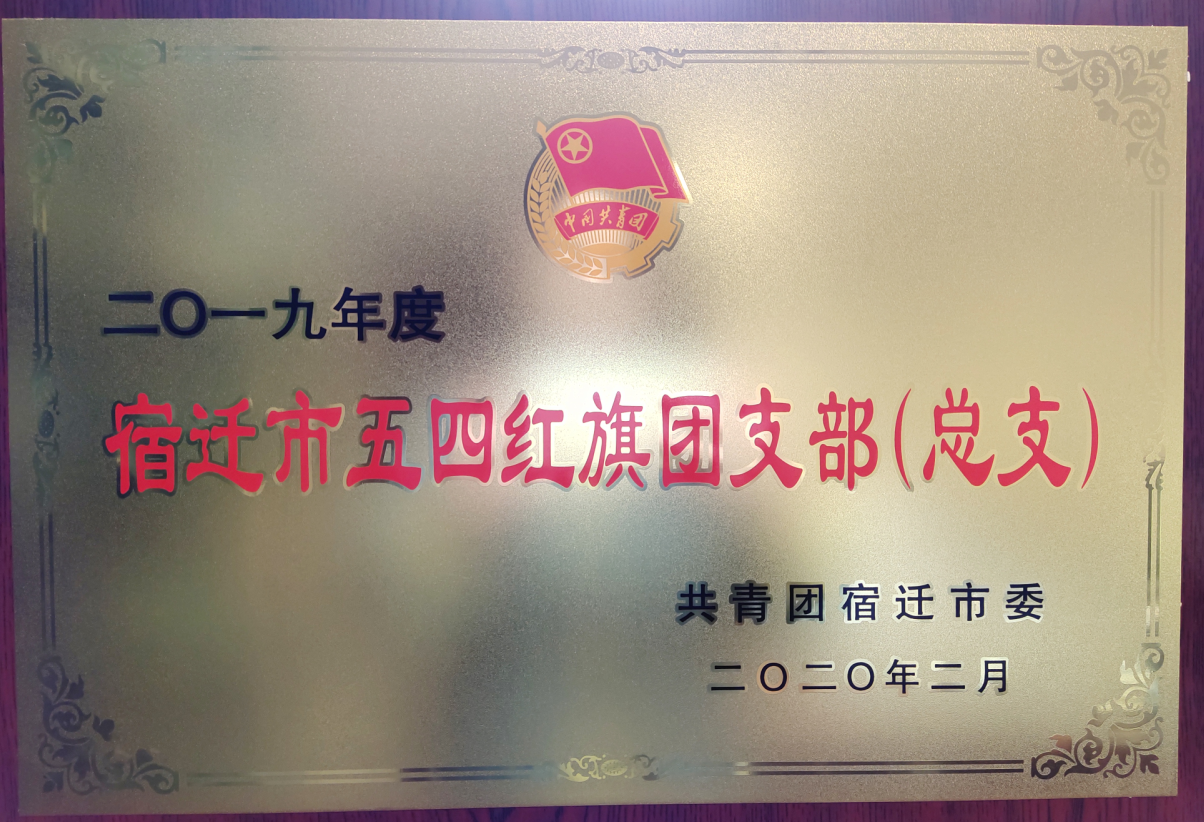 中国共青团
二〇一九年度
宿迁市五四红旗团支部(总支)
共青团宿迁市委
二〇二〇年二月